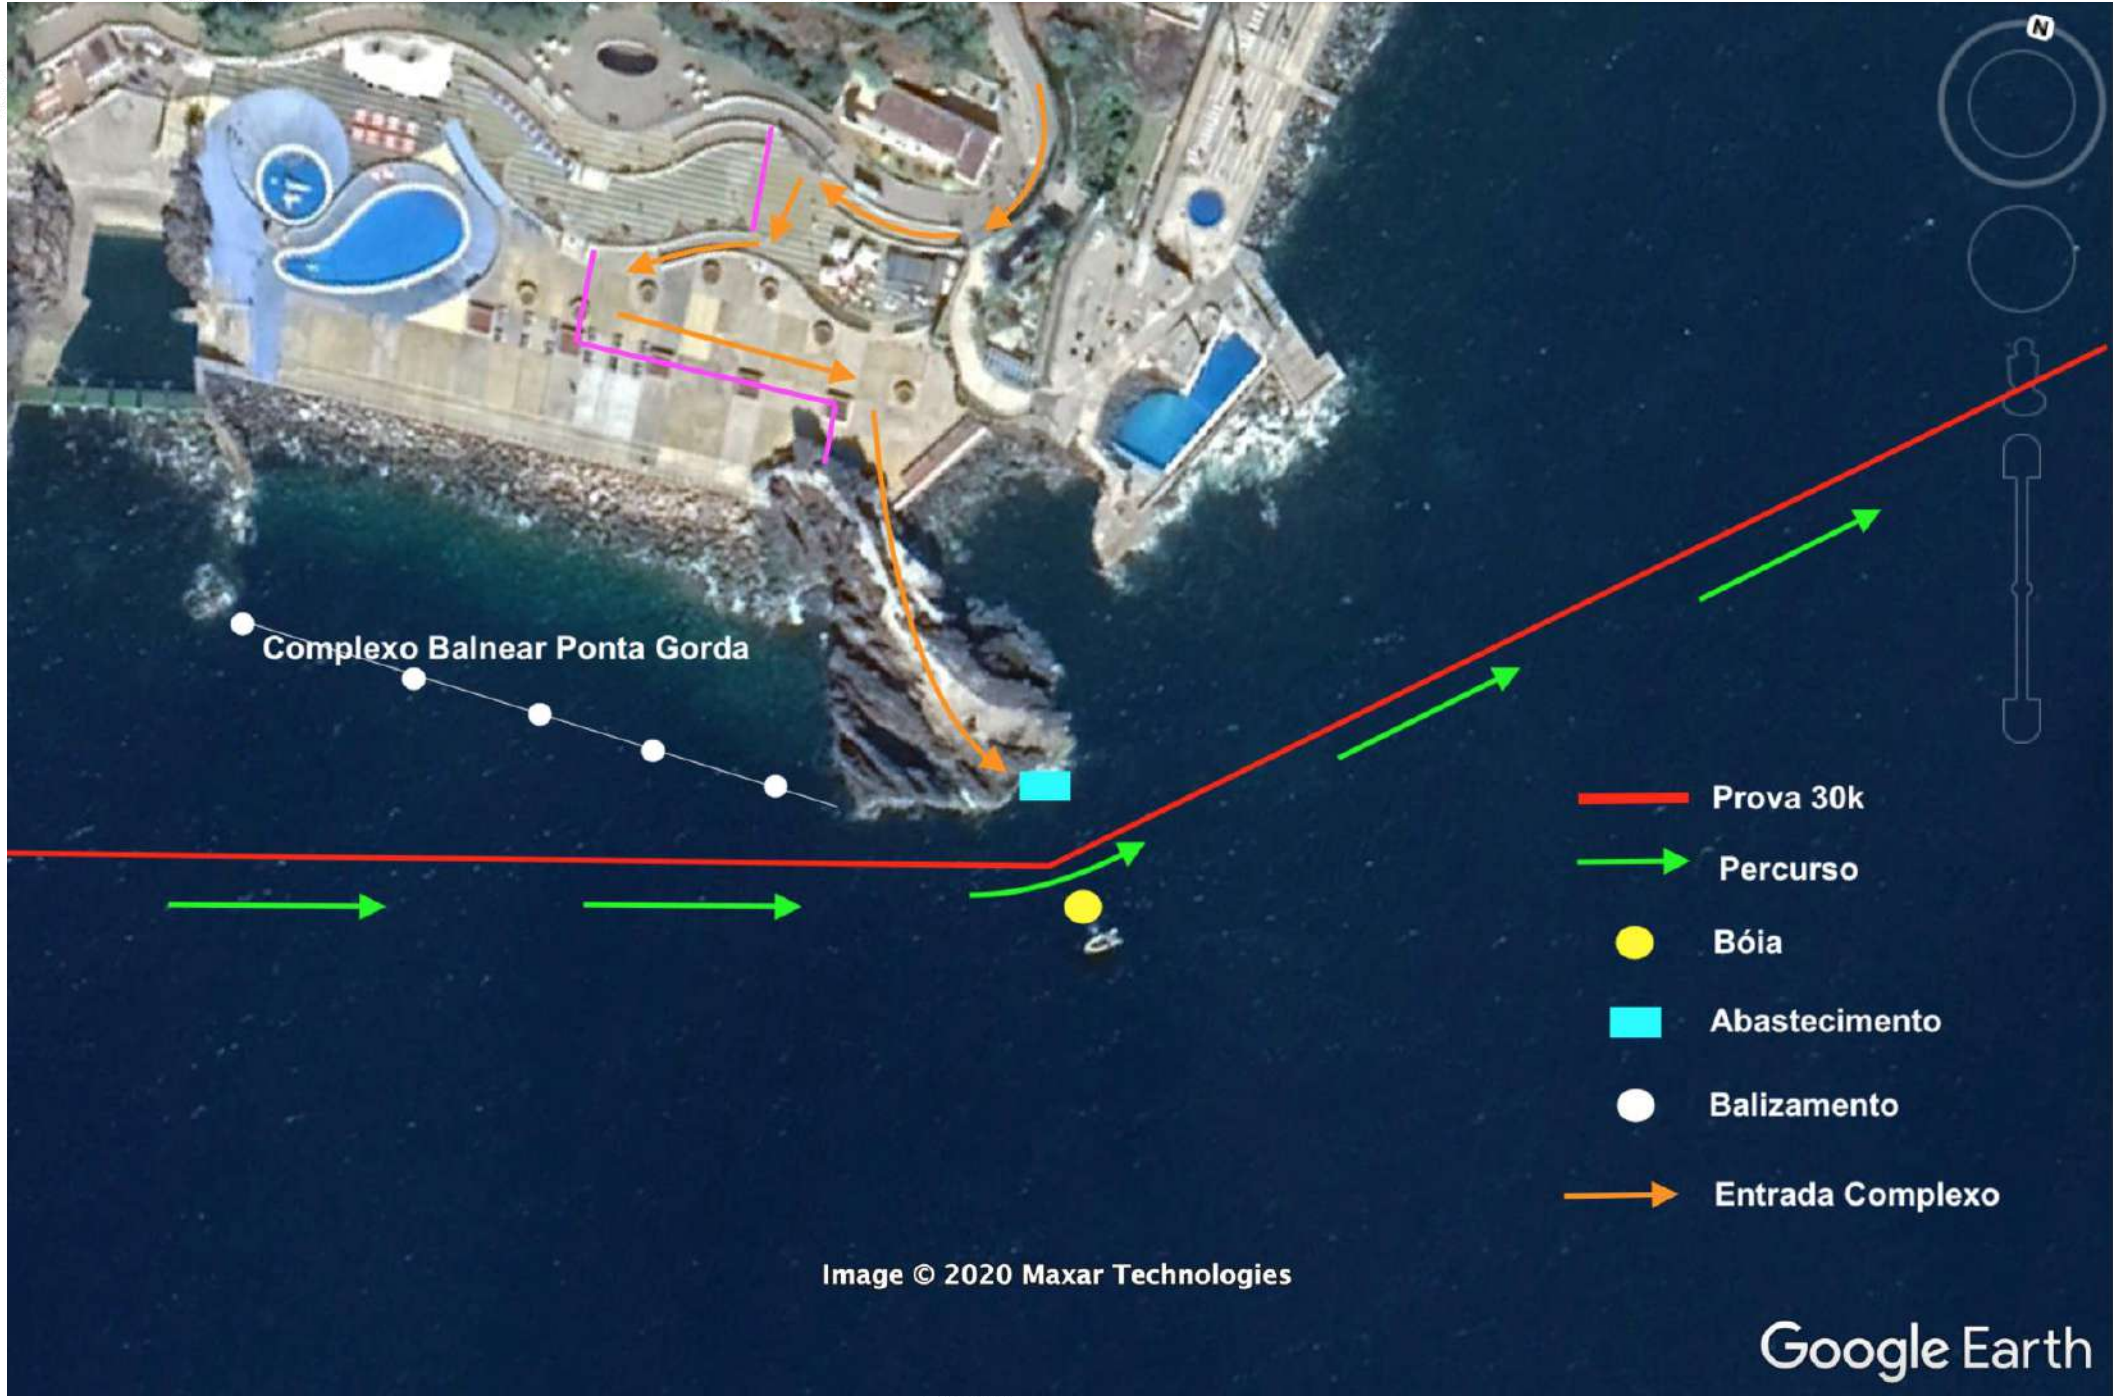 N
Complexo Balnear Ponta Gorda
Prova 30k
Percurso
Bóia
Abastecimento
Balizamento
Entrada Complexo
Image © 2020 Maxar Technologies
Google Earth